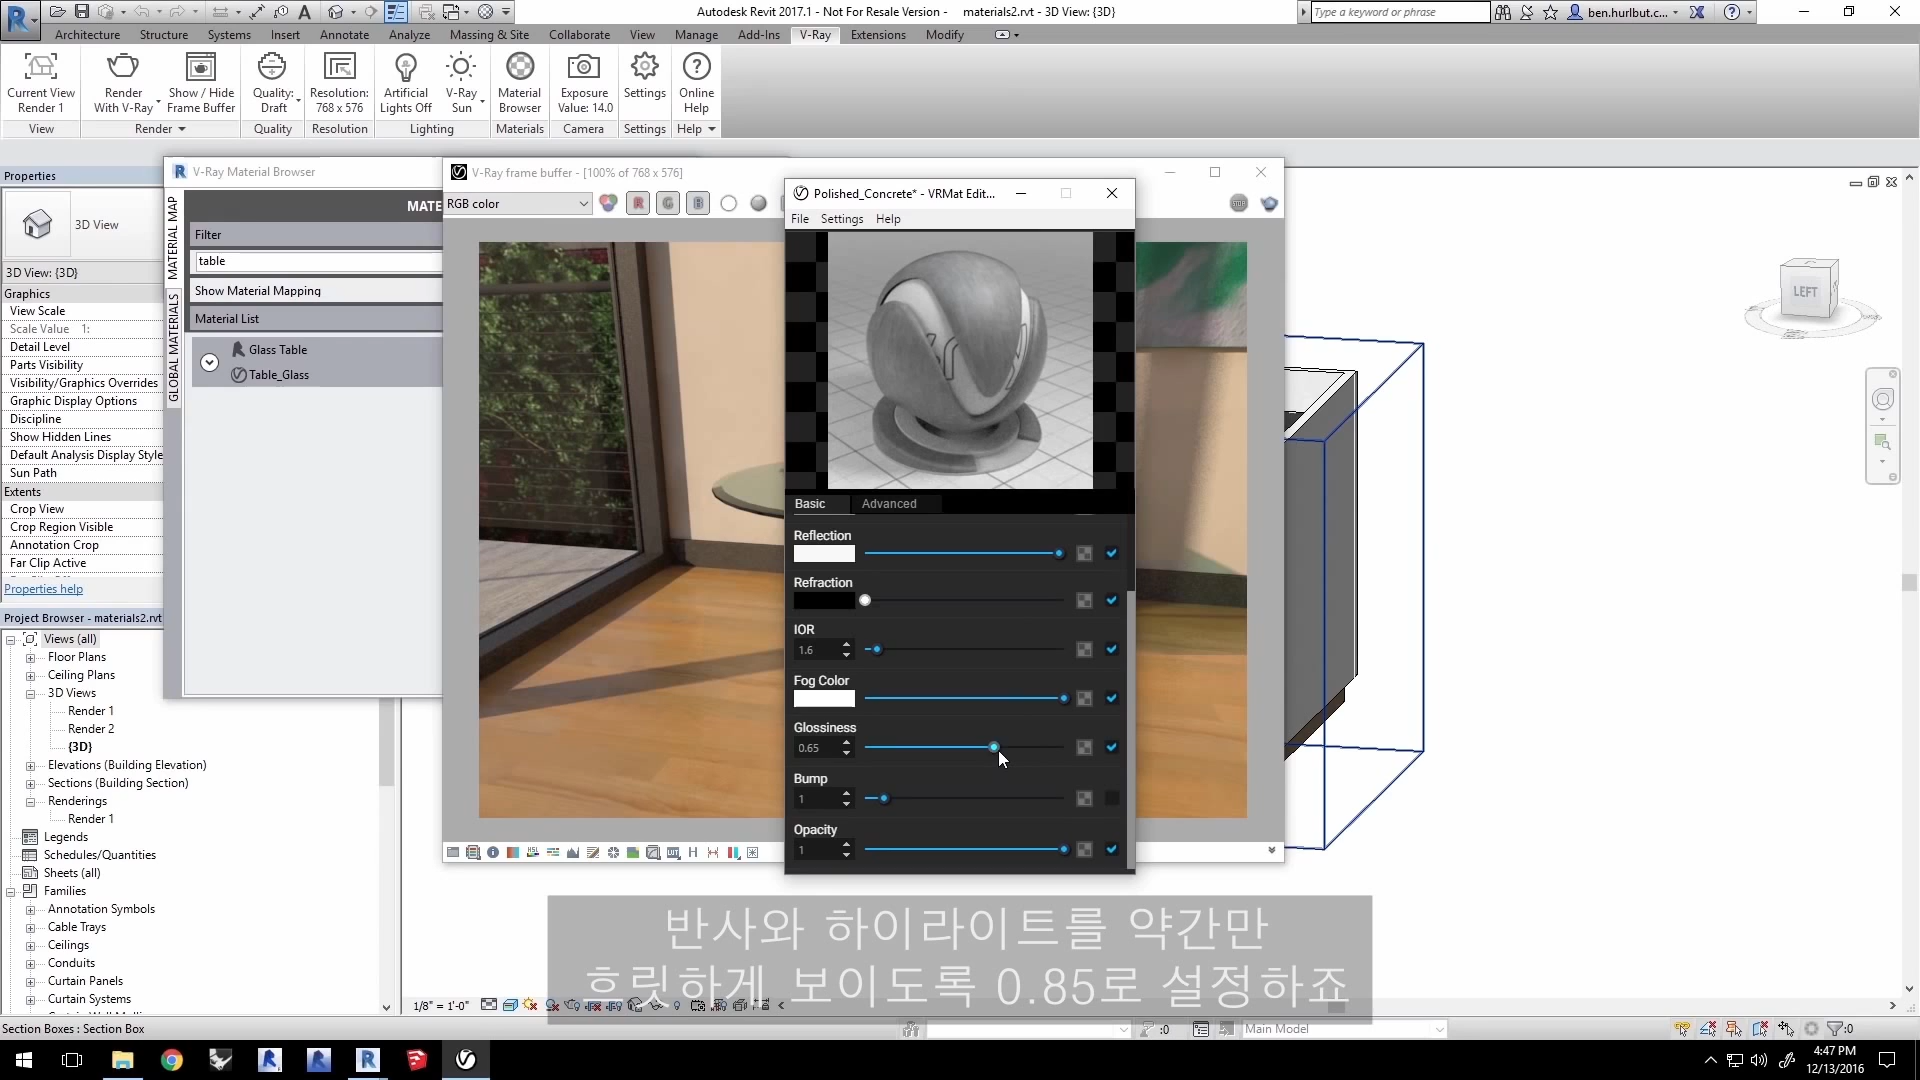 Autodesk Revit 2017.1 - Not For Resale Version - materials2.rvt - 3D View: {3D}
Type a keyword or phrase
ben.hurlbut.c...
Architecture Structure Systems Insert Annotate Analyze Massing & Site Collaborate View Manage Add-Ins V-Ray Extensions Modify
Current View Render 1
Render With V-Ray
Show / Hide Frame Buffer
Quality: Draft
Resolution: 768 x 576
Artificial Lights Off
V-Ray Sun
Material Browser
Exposure Value: 14.0
Settings
Online Help
View Render Quality Resolution Lighting Materials Camera Settings Help
Properties
3D View
3D View: {3D}
Graphics
View Scale
Scale Value 1:
Detail Level
Parts Visibility
Visibility/Graphics Overrides
Graphic Display Options
Discipline
Show Hidden Lines
Default Analysis Display Style
Sun Path
Extents
Crop View
Crop Region Visible
Annotation Crop
Far Clip Active
Properties help
Project Browser - materials2.rvt
Views (all)
Floor Plans
Ceiling Plans
3D Views
Render 1
Render 2
{3D}
Elevations (Building Elevation)
Sections (Building Section)
Renderings
Render 1
Legends
Schedules/Quantities
Sheets (all)
Families
Annotation Symbols
Cable Trays
Ceilings
Conduits
Curtain Panels
Curtain Systems
V-Ray Material Browser
MATERIAL MAP
GLOBAL MATERIALS
MATE
Filter
table
Show Material Mapping
Material List
Glass Table
Table_Glass
V-Ray frame buffer - [100% of 768 x 576]
RGB color
R G B
Polished_Concrete* - VRMat Edit...
File Settings Help
Basic Advanced
Reflection
Refraction
IOR
1.6
Fog Color
Glossiness
0.65
Bump
1
Opacity
1
LEFT
반사와 하이라이트를 약간만
흐릿하게 보이도록 0.85로 설정하죠
1/8" = 1'-0"
Section Boxes : Section Box
:0
Main Model
:0
4:47 PM
12/13/2016